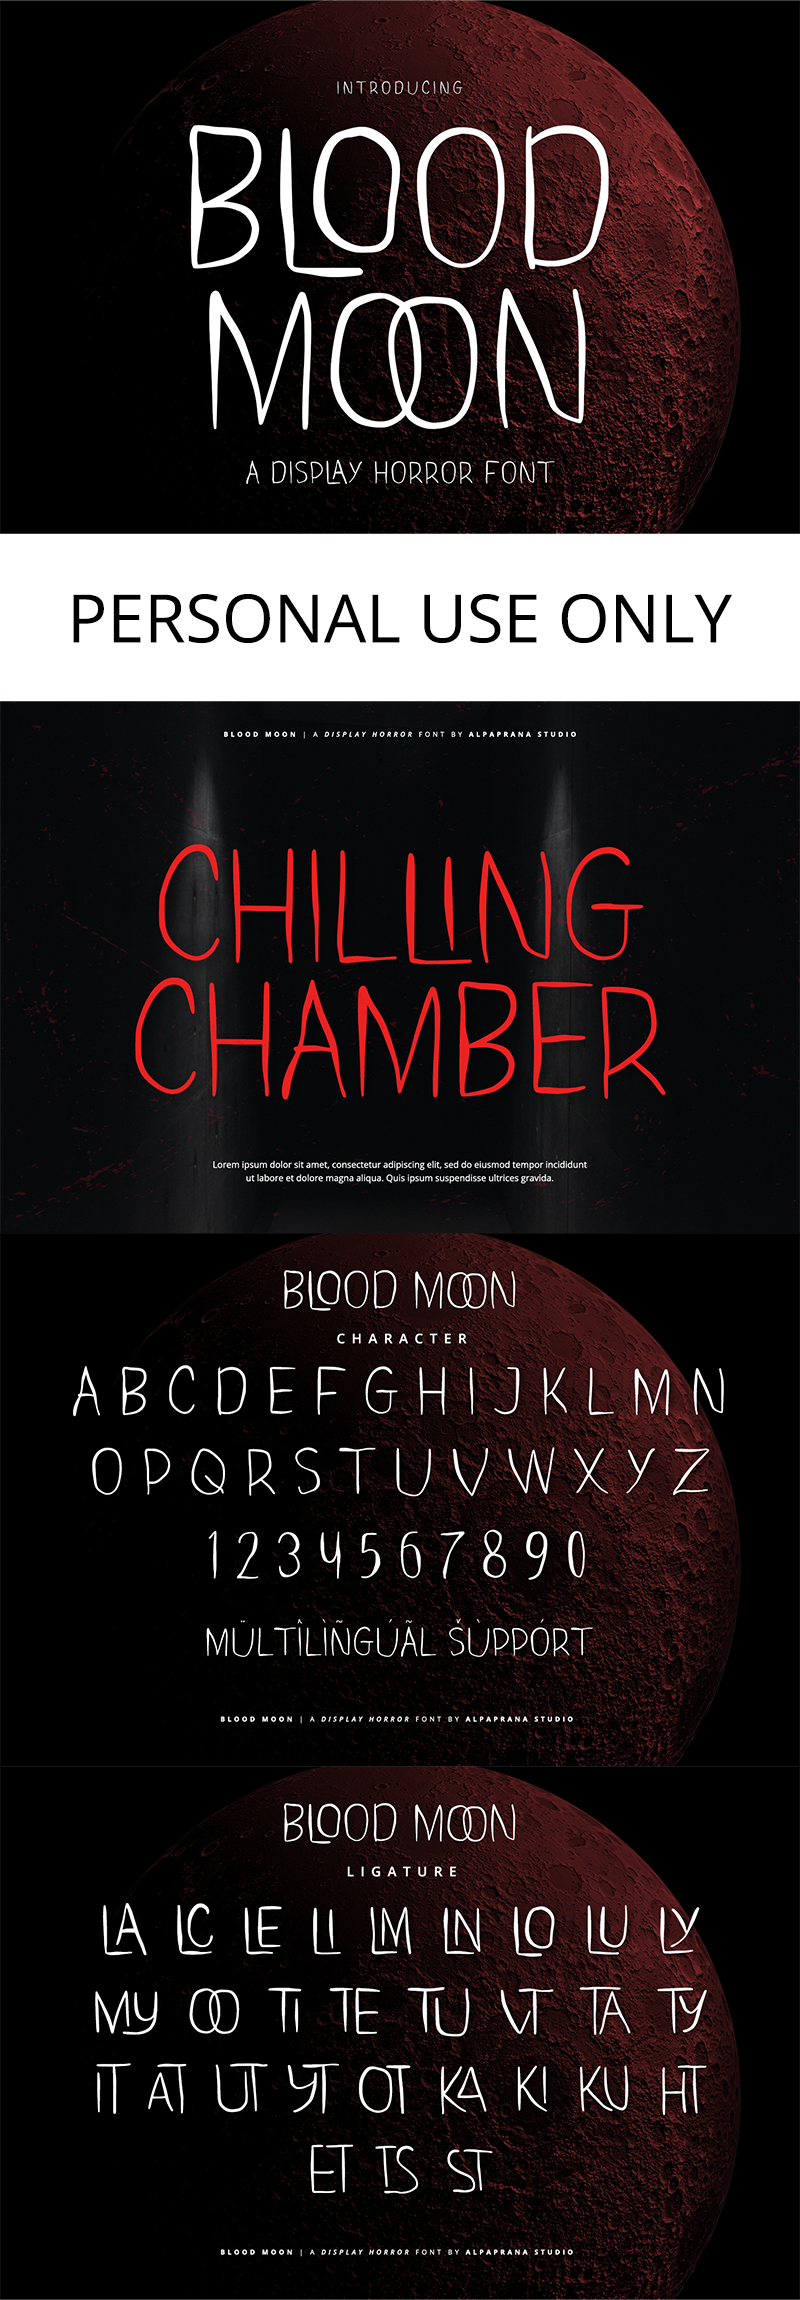 INTRODUCING
BLOOD
MOON
A DISPLAY HORROR FONT
PERSONAL USE ONLY
BLOOD MOON | A DISPLAY HORROR FONT BY ALPAPRANA STUDIO
CHILLING
CHAMBER
Lorem ipsum dolor sit amet, consectetur adipiscing elit, sed do eiusmod tempor incididunt
ut labore et dolore magna aliqua. Quis ipsum suspendisse ultrices gravida.
BLOOD MOON
CHARACTER
A B C D E F G H I J K L M N
O P Q R S T U V W X Y Z
1 2 3 4 5 6 7 8 9 0
MÜLTÎLÌÑGÚÃL ŠÙPPÓRT
BLOOD MOON | A DISPLAY HORROR FONT BY ALPAPRANA STUDIO
BLOOD MOON
LIGATURE
LA LC LE LI LM LN LO LU LY
MY OO TI TE TU VT TA TY
IT AT UT YT OT KA KI KU HT
ET TS ST
BLOOD MOON | A DISPLAY HORROR FONT BY ALPAPRANA STUDIO